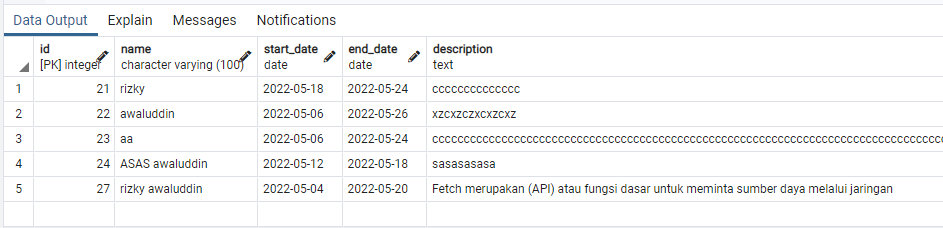 Data Output Explain Messages Notifications
id name start_date end_date description
[PK] integer character varying (100) date date text
1 21 rizky 2022-05-18 2022-05-24 cccccccccccccc
2 22 awaluddin 2022-05-06 2022-05-26 xzcxzczxcxzcxz
3 23 aa 2022-05-06 2022-05-24
4 24 ASAS awaluddin 2022-05-12 2022-05-18 sasasasasa
5 27 rizky awaluddin 2022-05-04 2022-05-20 Fetch merupakan (API) atau fungsi dasar untuk meminta sumber daya melalui jaringan